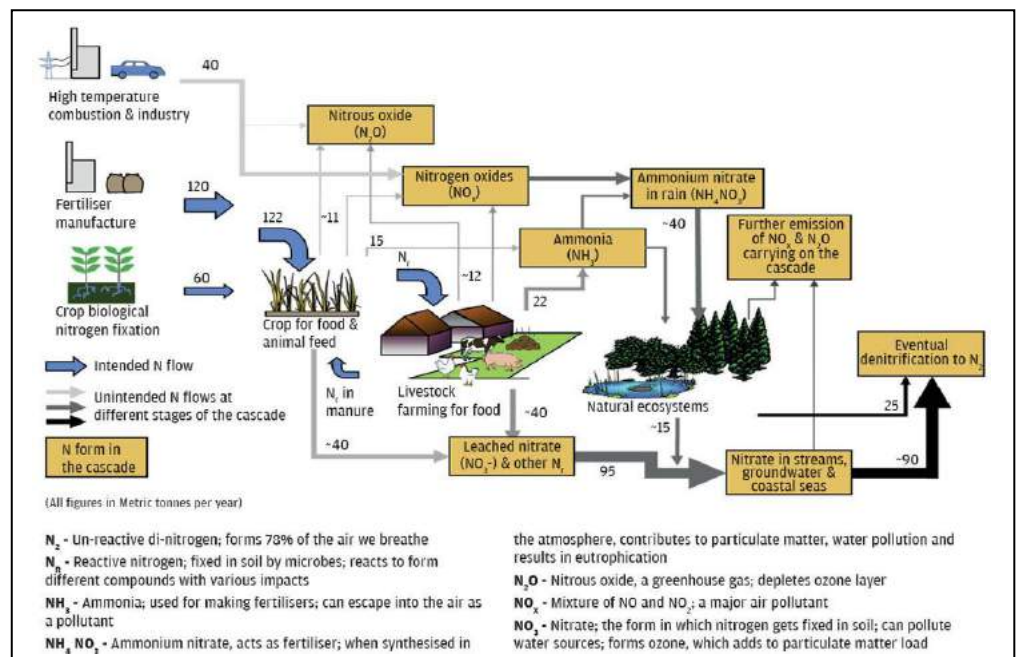 40
High temperature
combustion & industry
Nitrous oxide
(N₂O)
Nitrogen oxides
(NOₓ)
Ammonium nitrate
in rain (NH₄NO₃)
Fertiliser
manufacture
120
122
~11
15
Nᵣ
~12
Ammonia
(NH₃)
22
~40
Further emission
of NOₓ & N₂O
carrying on the
cascade
60
Crop biological
nitrogen fixation
Crop for food &
animal feed
Intended N flow
Unintended N flows at
different stages of the cascade
Nᵣ in
manure
Livestock
farming for food
Natural ecosystems
Eventual
denitrification to N₂
25
N form in
the cascade
~40
~40
Leached nitrate
(NO₃-) & other Nᵣ
95
~15
Nitrate in streams,
groundwater &
coastal seas
~90
(All figures in Metric tonnes per year)
N₂ - Un-reactive di-nitrogen; forms 78% of the air we breathe
Nᵣ - Reactive nitrogen; fixed in soil by microbes; reacts to form
different compounds with various impacts
NH₃ - Ammonia; used for making fertilisers; can escape into the air as
a pollutant
NH₄ NO₃ - Ammonium nitrate, acts as fertiliser; when synthesised in
the atmosphere, contributes to particulate matter, water pollution and
results in eutrophication
N₂O - Nitrous oxide, a greenhouse gas; depletes ozone layer
NOₓ - Mixture of NO and NO₂; a major air pollutant
NO₃ - Nitrate; the form in which nitrogen gets fixed in soil; can pollute
water sources; forms ozone, which adds to particulate matter load